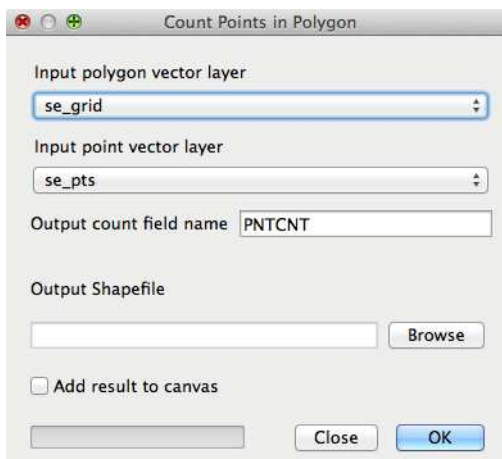 Count Points in Polygon
Input polygon vector layer
se_grid
Input point vector layer
se_pts
Output count field name PNTCNT
Output Shapefile
Browse
Add result to canvas
Close OK